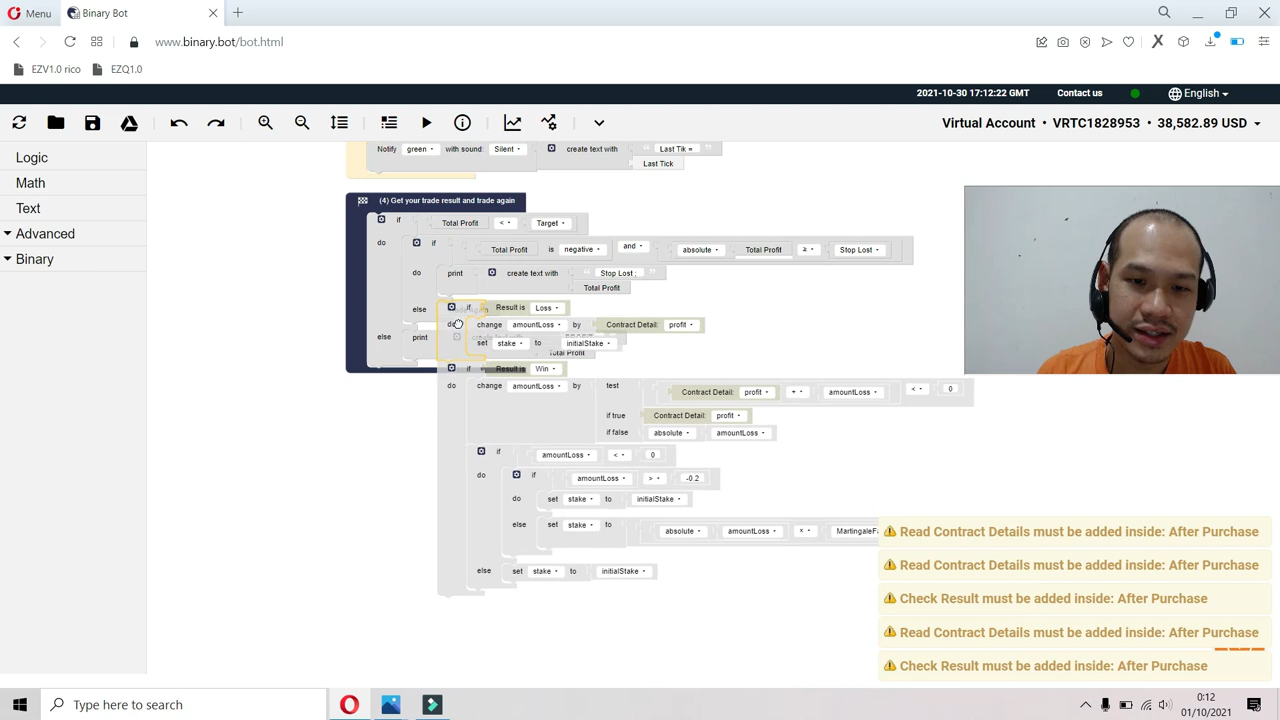 Menu
Binary Bot
www.binary.bot/bot.html
EZV1.0 rico
EZQ1.0
2021-10-30 17:12:22 GMT
Contact us
English
Virtual Account • VRTC1828953 • 38,582.89 USD
Logic
Math
Text
Advanced
Binary
Notify green with sound: Silent create text with “ Last Tik = ”
Last Tick
(4) Get your trade result and trade again
if Total Profit < Target
do if Total Profit is negative and absolute Total Profit ≥ Stop Lost
do print create text with “ Stop Lost ; ”
Total Profit
else if Result is Loss
do change amountLoss by Contract Detail: profit
else print set stake to initialStake
Total Profit
if Result is Win
do change amountLoss by test Contract Detail: profit + amountLoss < 0
if true Contract Detail: profit
if false absolute amountLoss
if amountLoss < 0
do if amountLoss > -0.2
do set stake to initialStake
else set stake to absolute amountLoss ×
else set stake to initialStake
Read Contract Details must be added inside: After Purchase
Read Contract Details must be added inside: After Purchase
Check Result must be added inside: After Purchase
Read Contract Details must be added inside: After Purchase
Check Result must be added inside: After Purchase
Type here to search
0:12
01/10/2021